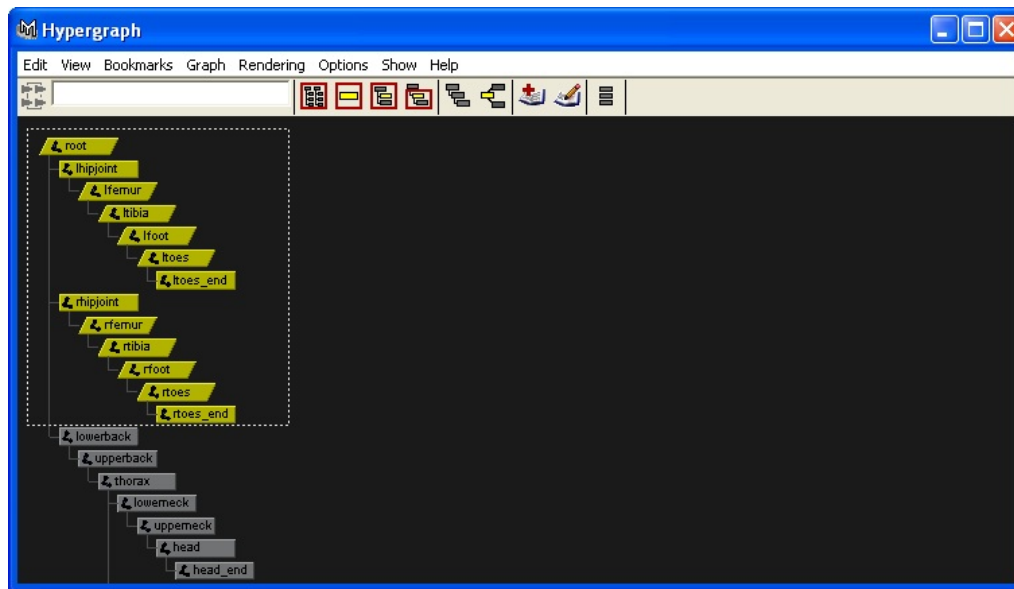 Hypergraph
Edit View Bookmarks Graph Rendering Options Show Help
root
lhipjoint
lfemur
ltibia
lfoot
ltoes
ltoes_end
rhipjoint
rfemur
rtibia
rfoot
rtoes
rtoes_end
lowerback
upperback
thorax
lowerneck
upperneck
head
head_end